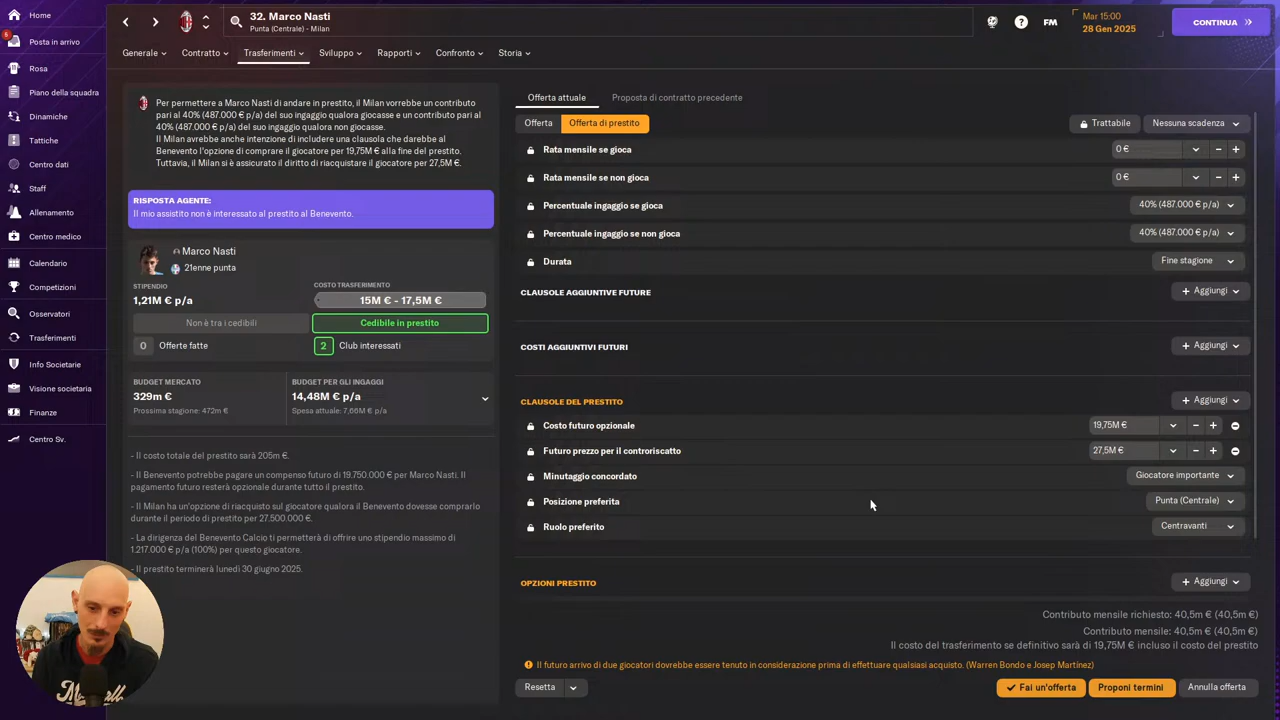 Home
5
Posta in arrivo
Rosa
Piano della squadra
Dinamiche
Tattiche
Centro dati
Staff
Allenamento
Centro medico
Calendario
Competizioni
Osservatori
Trasferimenti
Info Societarie
Visione societaria
Finanze
Centro Sv.
32. Marco Nasti
Punta (Centrale) - Milan
FM
Mar 15:00
28 Gen 2025
CONTINUA
Generale
Contratto
Trasferimenti
Sviluppo
Rapporti
Confronto
Storia
Per permettere a Marco Nasti di andare in prestito, il Milan vorrebbe un contributo
pari al 40% (487.000 € p/a) del suo ingaggio qualora giocasse e un contributo pari al
40% (487.000 € p/a) del suo ingaggio qualora non giocasse.
Il Milan avrebbe anche intenzione di includere una clausola che darebbe al
Benevento l'opzione di comprare il giocatore per 19,75M € alla fine del prestito.
Tuttavia, il Milan si è assicurato il diritto di riacquistare il giocatore per 27,5M €.
RISPOSTA AGENTE:
Il mio assistito non è interessato al prestito al Benevento.
Marco Nasti
21enne punta
STIPENDIO
1,21M € p/a
COSTO TRASFERIMENTO
15M € - 17,5M €
Non è tra i cedibili
Cedibile in prestito
0 Offerte fatte
2 Club interessati
BUDGET MERCATO
329m €
Prossima stagione: 472m €
BUDGET PER GLI INGAGGI
14,48M € p/a
Spesa attuale: 7,66M € p/a
- Il costo totale del prestito sarà 205m €.
- Il Benevento potrebbe pagare un compenso futuro di 19.750.000 € per Marco Nasti. Il
pagamento futuro resterà opzionale durante tutto il prestito.
- Il Milan ha un'opzione di riacquisto sul giocatore qualora il Benevento dovesse comprarlo
durante il periodo di prestito per 27.500.000 €.
- La dirigenza del Benevento Calcio ti permetterà di offrire uno stipendio massimo di
1.217.000 € p/a (100%) per questo giocatore.
- Il prestito terminerà lunedì 30 giugno 2025.
Offerta attuale
Proposta di contratto precedente
Offerta
Offerta di prestito
Trattabile
Nessuna scadenza
Rata mensile se gioca
0 €
Rata mensile se non gioca
0 €
Percentuale ingaggio se gioca
40% (487.000 € p/a)
Percentuale ingaggio se non gioca
40% (487.000 € p/a)
Durata
Fine stagione
CLAUSOLE AGGIUNTIVE FUTURE
+ Aggiungi
COSTI AGGIUNTIVI FUTURI
+ Aggiungi
CLAUSOLE DEL PRESTITO
+ Aggiungi
Costo futuro opzionale
19,75M €
Futuro prezzo per il controriscatto
27,5M €
Minutaggio concordato
Giocatore importante
Posizione preferita
Punta (Centrale)
Ruolo preferito
Centravanti
OPZIONI PRESTITO
+ Aggiungi
Contributo mensile richiesto: 40,5m € (40,5m €)
Contributo mensile: 40,5m € (40,5m €)
Il costo del trasferimento se definitivo sarà di 19,75M € incluso il costo del prestito
Il futuro arrivo di due giocatori dovrebbe essere tenuto in considerazione prima di effettuare qualsiasi acquisto. (Warren Bondo e Josep Martínez)
Resetta
Fai un'offerta
Proponi termini
Annulla offerta